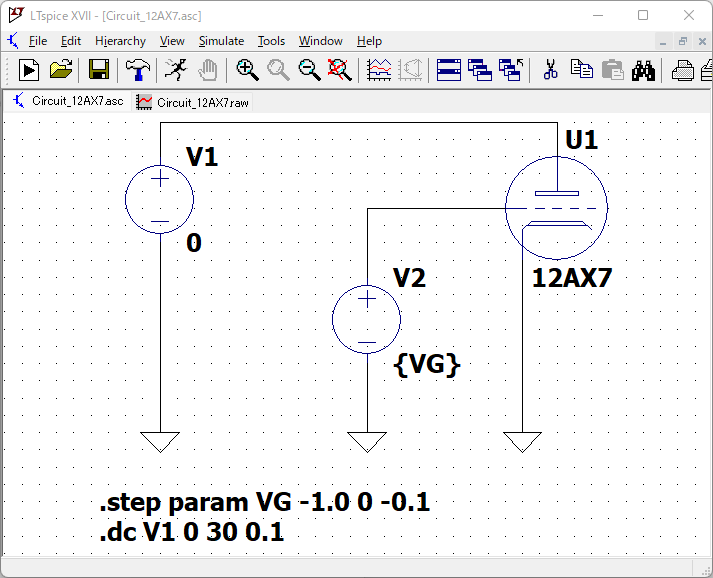 LTspice XVII - [Circuit_12AX7.asc]
File Edit Hierarchy View Simulate Tools Window Help
Circuit_12AX7.asc Circuit_12AX7.raw
V1
0
U1
12AX7
V2
{VG}
.step param VG -1.0 0 -0.1
.dc V1 0 30 0.1